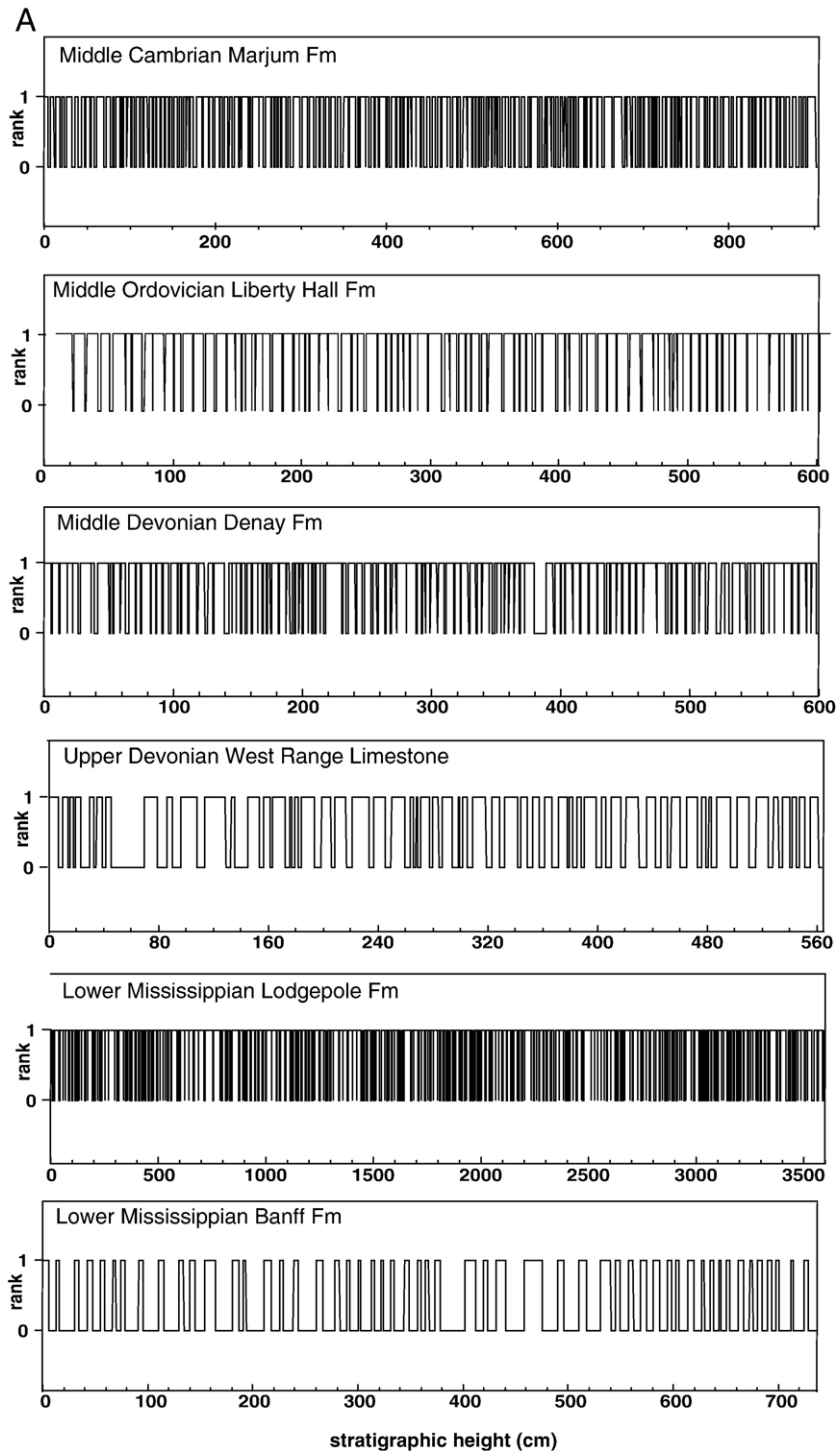 A
Middle Cambrian Marjum Fm
1
rank
0
0 200 400 600 800
Middle Ordovician Liberty Hall Fm
1
rank
0
0 100 200 300 400 500 600
Middle Devonian Denay Fm
1
rank
0
0 100 200 300 400 500 600
Upper Devonian West Range Limestone
1
rank
0
0 80 160 240 320 400 480 560
Lower Mississippian Lodgepole Fm
1
rank
0
0 500 1000 1500 2000 2500 3000 3500
Lower Mississippian Banff Fm
1
rank
0
0 100 200 300 400 500 600 700
stratigraphic height (cm)